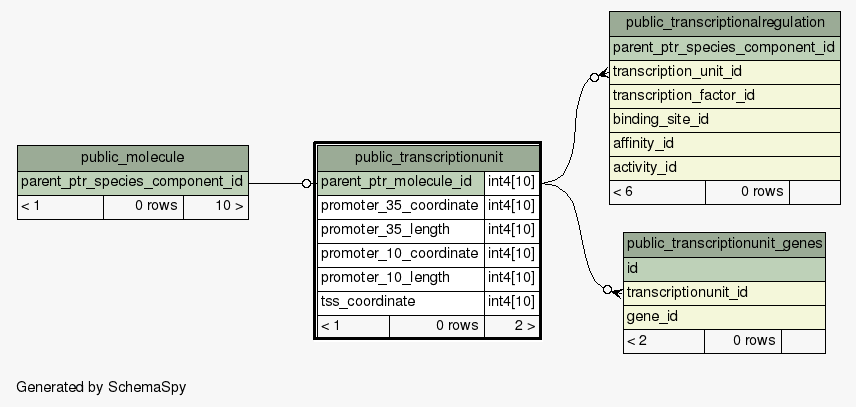 public_transcriptionalregulation
parent_ptr_species_component_id
transcription_unit_id
transcription_factor_id
binding_site_id
affinity_id
activity_id
< 6 0 rows
public_molecule
parent_ptr_species_component_id
< 1 0 rows 10 >
public_transcriptionunit
parent_ptr_molecule_id int4[10]
promoter_35_coordinate int4[10]
promoter_35_length int4[10]
promoter_10_coordinate int4[10]
promoter_10_length int4[10]
tss_coordinate int4[10]
< 1 0 rows 2 >
public_transcriptionunit_genes
id
transcriptionunit_id
gene_id
< 2 0 rows
Generated by SchemaSpy